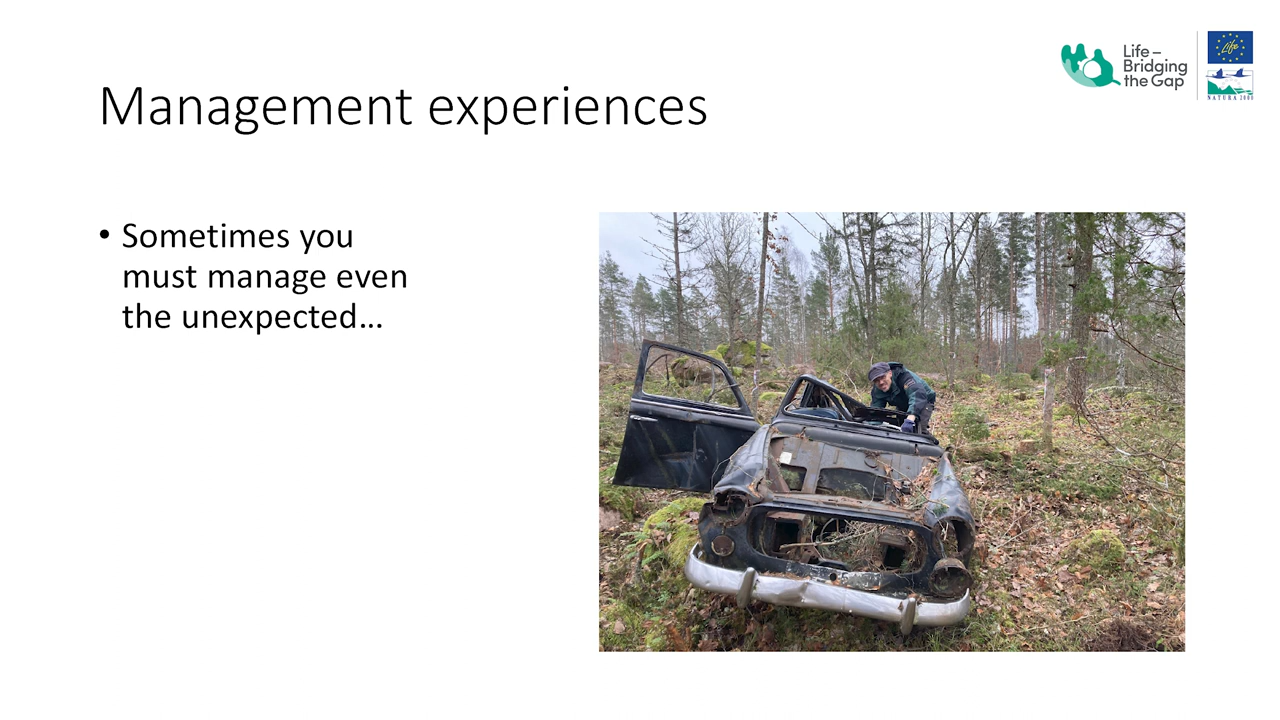 Life –
Bridging
the Gap
Life
NATURA 2000
Management experiences
• Sometimes you
must manage even
the unexpected...